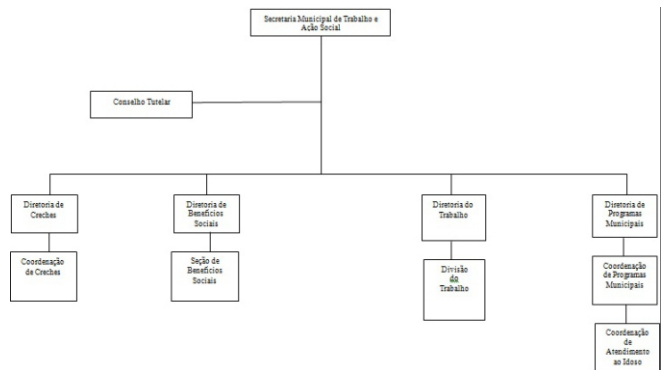 Secretaria Municipal de Trabalho e
Ação Social
Conselho Tutelar
Diretoria de
Creches
Diretoria de
Beneficios
Sociais
Diretoria do
Trabalho
Diretoria de
Programas
Municipais
Coordenação
de Creches
Seção de
Beneficios
Sociais
Divisão
do
Trabalho
Coordenação
de Programas
Municipais
Coordenação
de
Atendimento
ao Idoso